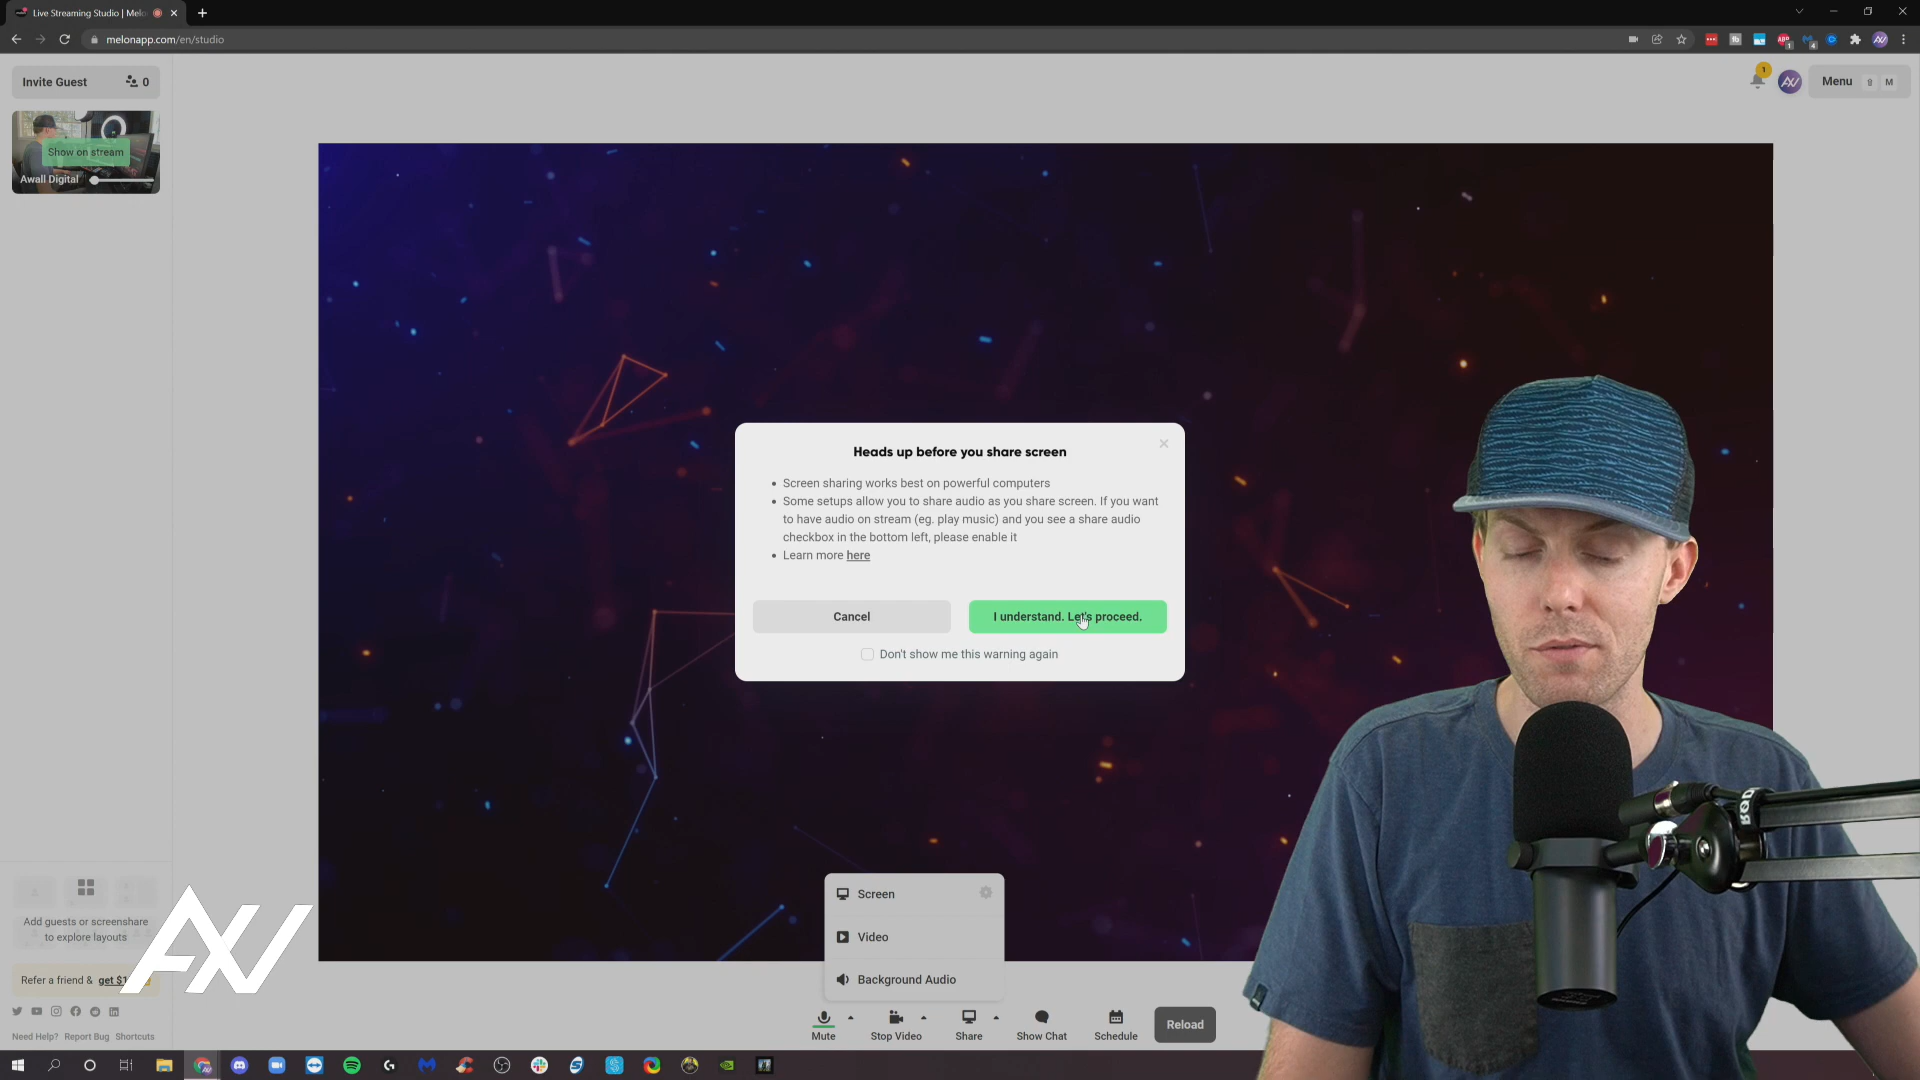 Live Streaming Studio | Melo
melonapp.com/en/studio
Invite Guest
0
1
Menu
M
Show on stream
Awall Digital
Heads up before you share screen
Screen sharing works best on powerful computers
Some setups allow you to share audio as you share screen. If you want
to have audio on stream (eg. play music) and you see a share audio
checkbox in the bottom left, please enable it
Learn more here
Cancel
I understand. Let's proceed.
Don't show me this warning again
Screen
Video
Background Audio
Add guests or screenshare
to explore layouts
Refer a friend & get $1
AW
Need Help? Report Bug Shortcuts
Mute
Stop Video
Share
Show Chat
Schedule
Reload
RODE